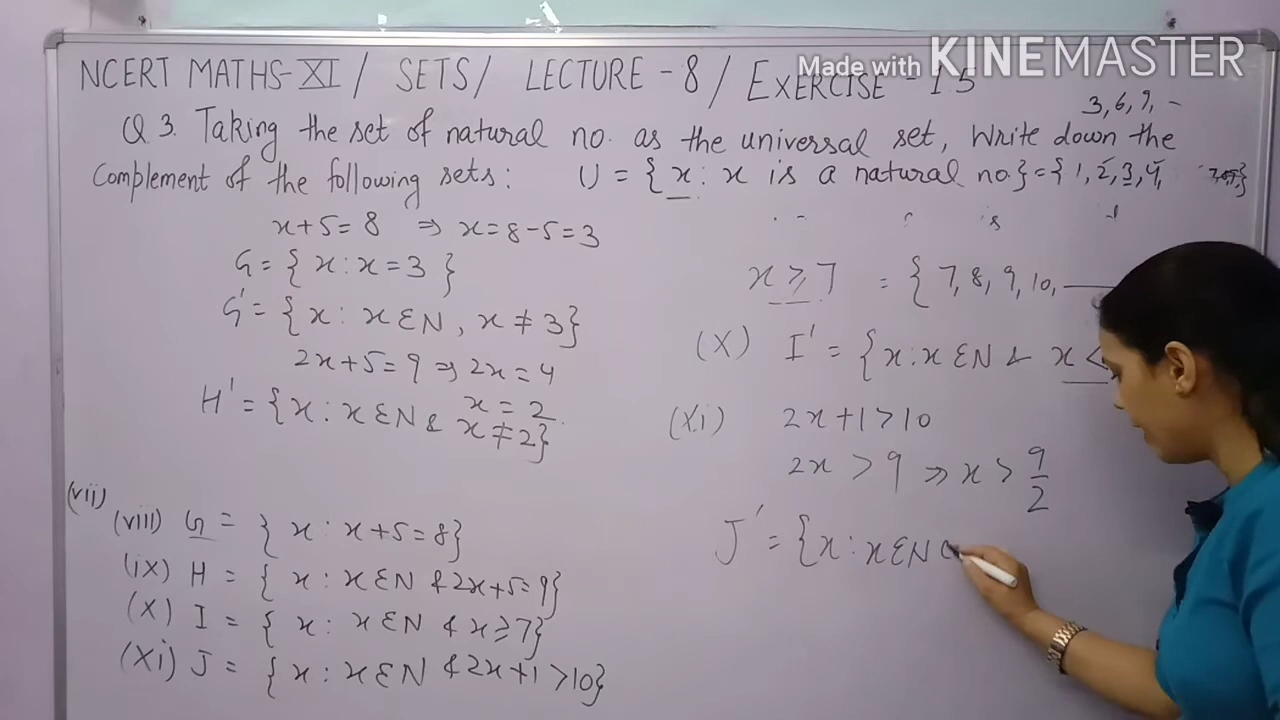 Made with KINEMASTER
NCERT MATHS-XI / SETS / LECTURE - 8 / EXERCISE - 1.5
3, 6, 9, -
Q 3. Taking the set of natural no. as the universal set, Write down the
Complement of the following sets: U = { x : x is a natural no.} = { 1, 2, 3, 4,
x+5 = 8 ⇒ x = 8-5 = 3
G = { x : x = 3 }
G' = { x : x ε N, x ≠ 3}
2x+5 = 9 ⇒ 2x = 4
x = 2
H' = { x : x ε N & x ≠ 2}
(vii)
(viii) G = { x : x+5 = 8}
(ix) H = { x : x ε N & 2x+5 = 9}
(X) I = { x : x ε N & x ≥ 7}
(Xi) J = { x : x ε N & 2x+1 > 10}
x ≥ 7 = { 7, 8, 9, 10, ——
(X) I' = { x : x ε N & x <
(Xi) 2x+1 > 10
2x > 9 ⇒ x > 9/2
J' = { x : x ε N